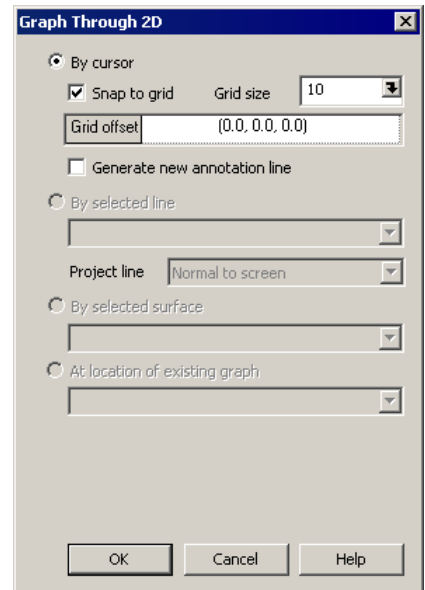 Graph Through 2D
By cursor
Snap to grid Grid size 10
Grid offset (0.0, 0.0, 0.0)
Generate new annotation line
By selected line
Project line Normal to screen
By selected surface
At location of existing graph
OK Cancel Help